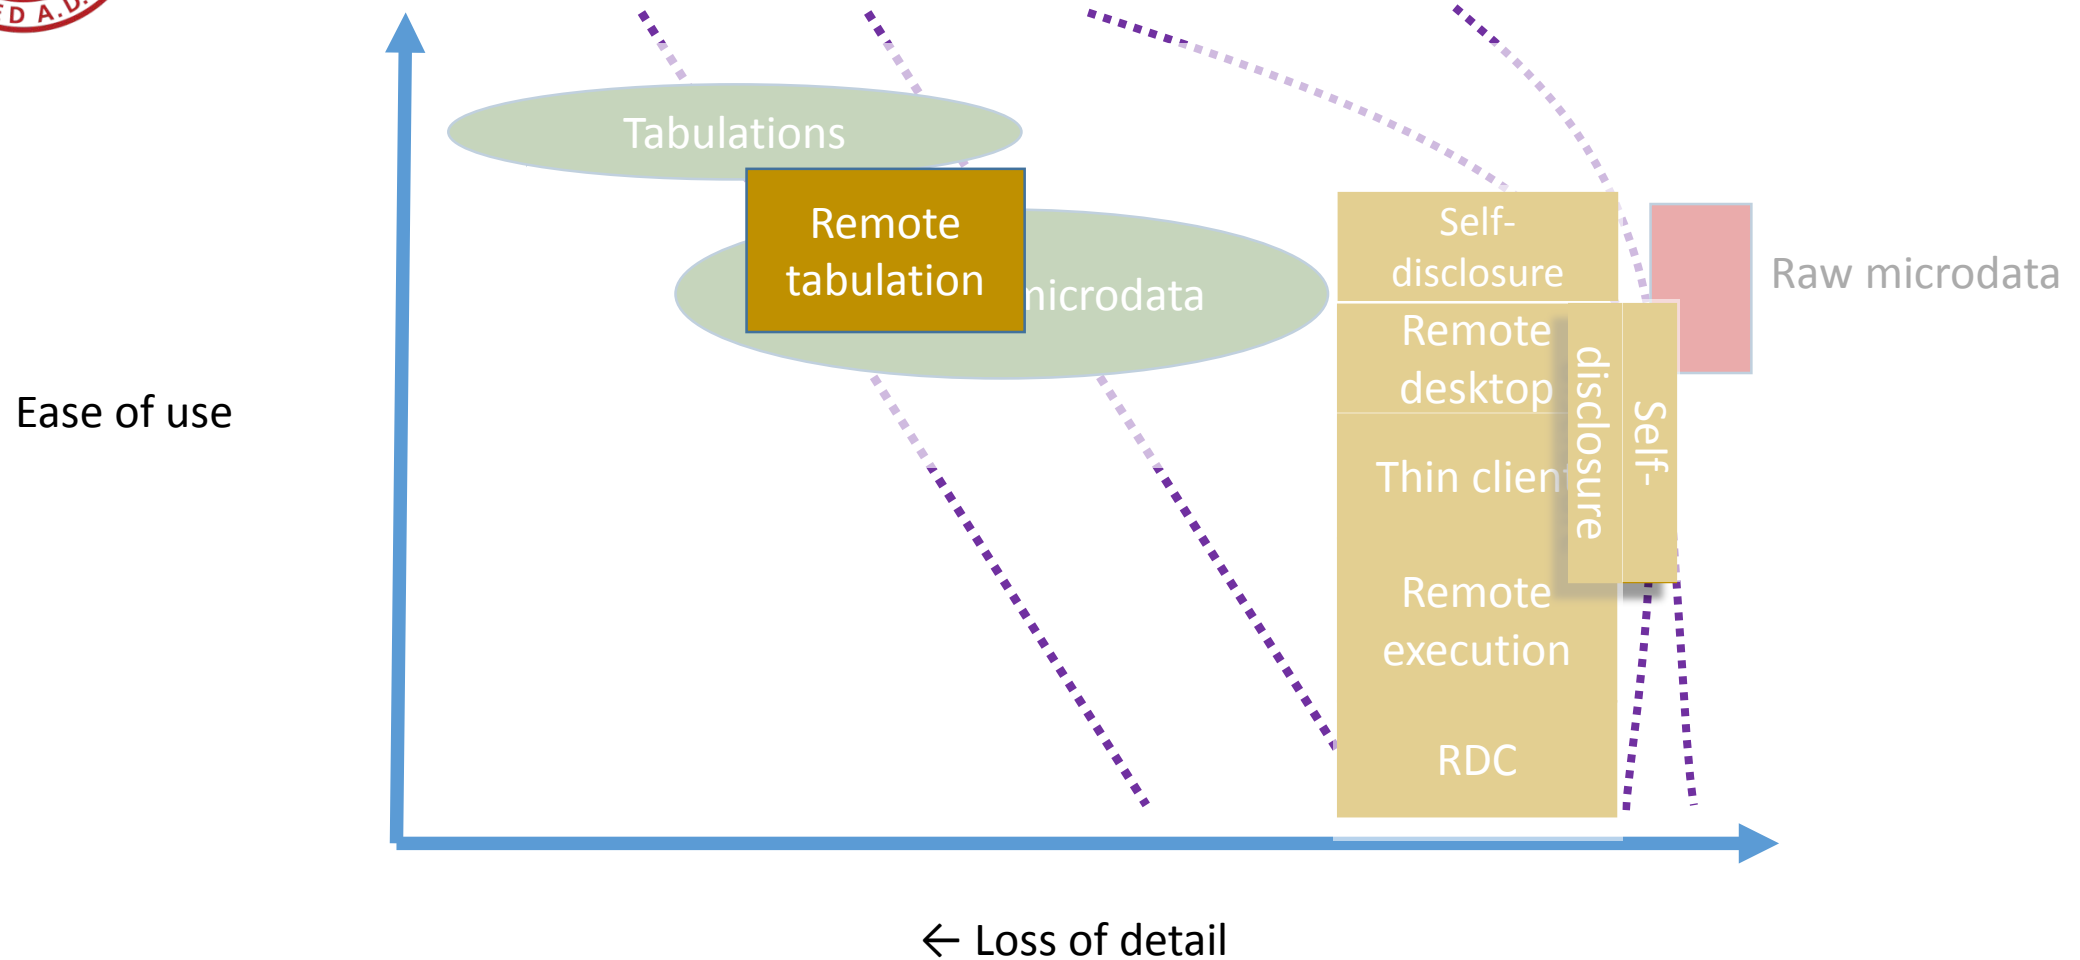 D A.D.
Tabulations
Remote
tabulation
microdata
Self-
disclosure
Raw microdata
Remote
desktop
Self-
disclosure
Ease of use
Thin client
Remote
execution
RDC
← Loss of detail